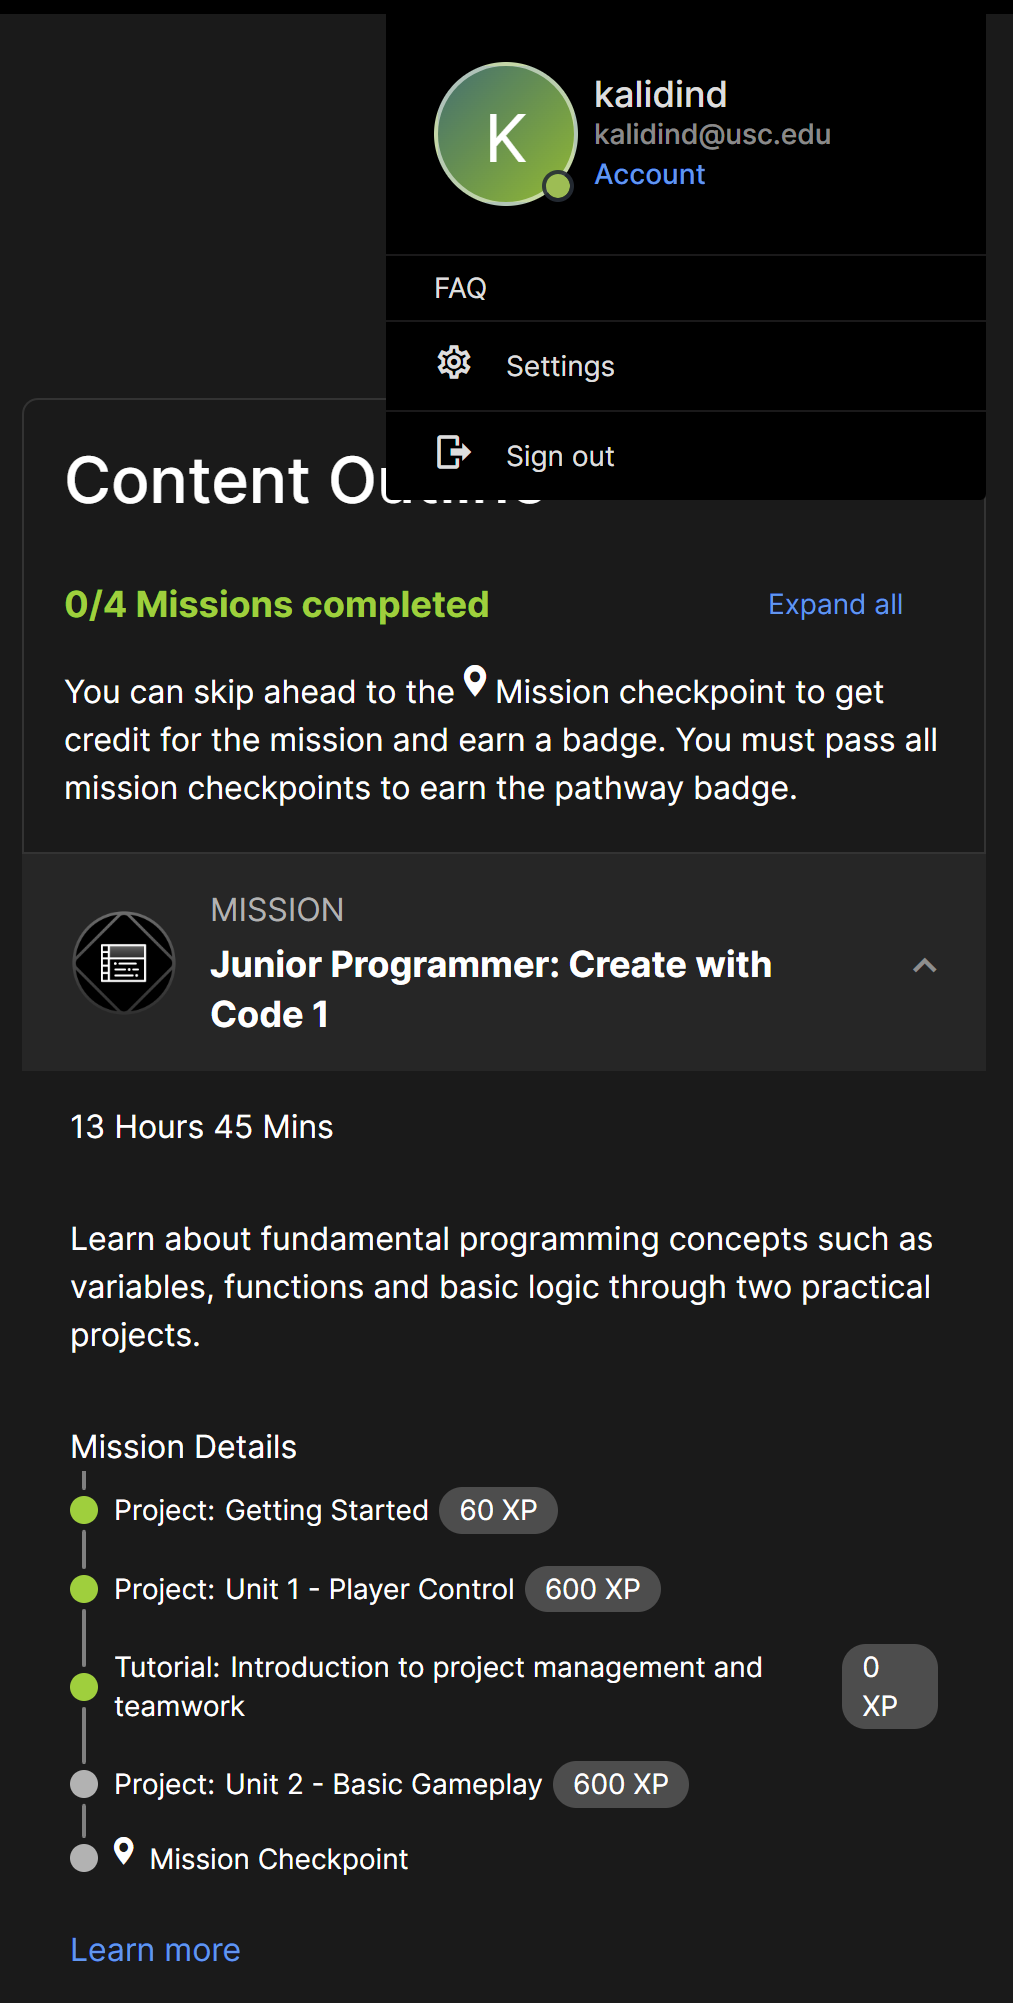 K
kalidind
kalidind@usc.edu
Account
FAQ
Settings
Sign out
Content
0/4 Missions completed
Expand all
You can skip ahead to the Mission checkpoint to get
credit for the mission and earn a badge. You must pass all
mission checkpoints to earn the pathway badge.
MISSION
Junior Programmer: Create with
Code 1
13 Hours 45 Mins
Learn about fundamental programming concepts such as
variables, functions and basic logic through two practical
projects.
Mission Details
Project: Getting Started 60 XP
Project: Unit 1 - Player Control 600 XP
Tutorial: Introduction to project management and
teamwork
0
XP
Project: Unit 2 - Basic Gameplay 600 XP
Mission Checkpoint
Learn more